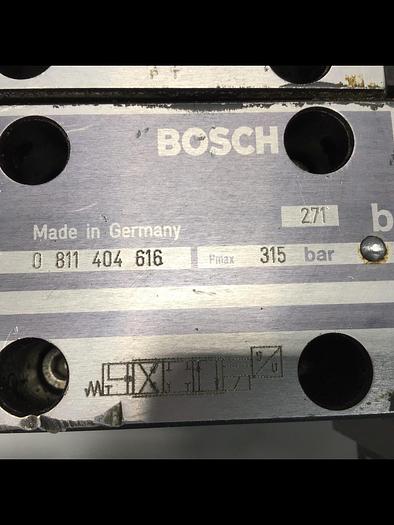 P T
BOSCH
271
b
Made in Germany
0 811 404 616 Pmax 315 bar